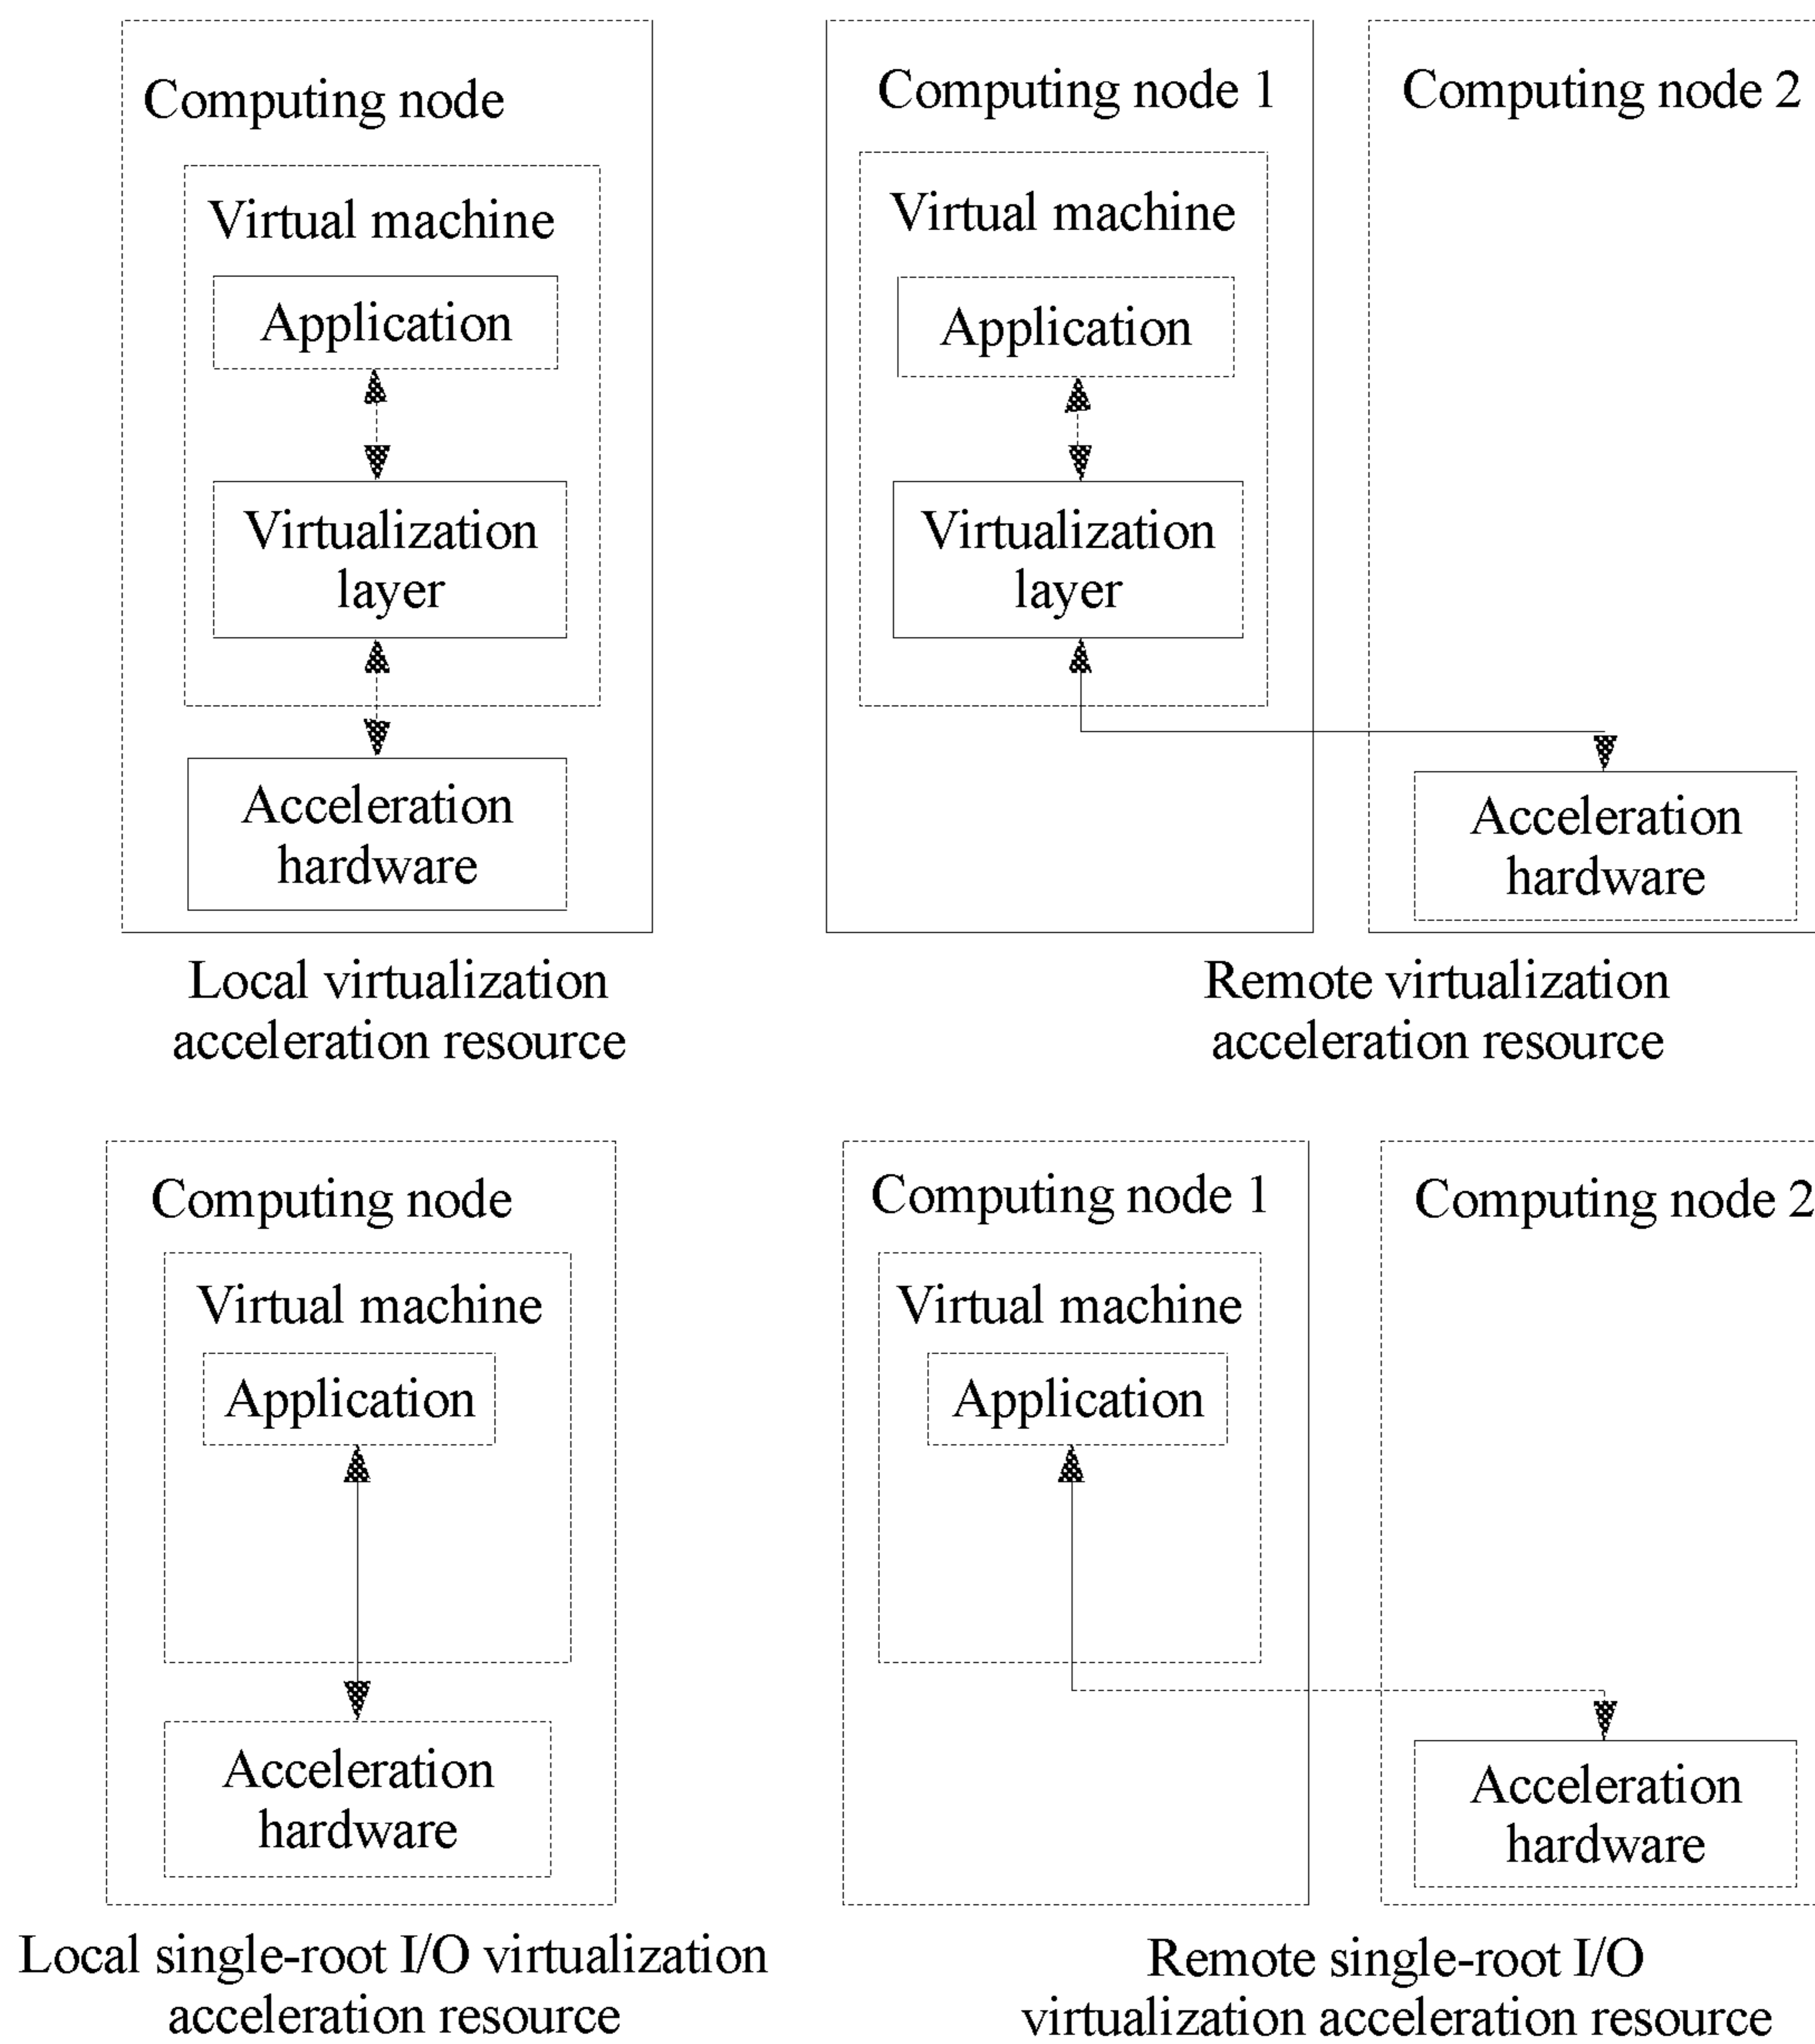 Computing node
Virtual machine
Application
Virtualization
layer
Acceleration
hardware
Local virtualization
acceleration resource
Computing node 1
Virtual machine
Application
Virtualization
layer
Computing node 2
Acceleration
hardware
Remote virtualization
acceleration resource
Computing node
Virtual machine
Application
Acceleration
hardware
Local single-root I/O virtualization
acceleration resource
Computing node 1
Virtual machine
Application
Computing node 2
Acceleration
hardware
Remote single-root I/O
virtualization acceleration resource